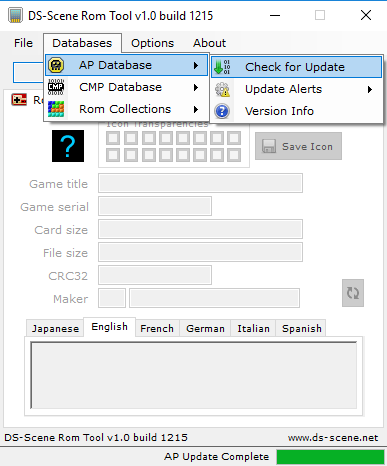 DS-Scene Rom Tool v1.0 build 1215
File Databases Options About
AP Database Check for Update
CMP Database Update Alerts
Rom Collections Version Info
Icon Transparencies
Save Icon
Game title
Game serial
Card size
File size
CRC32
Maker
Japanese English French German Italian Spanish
DS-Scene Rom Tool v1.0 build 1215 www.ds-scene.net
AP Update Complete